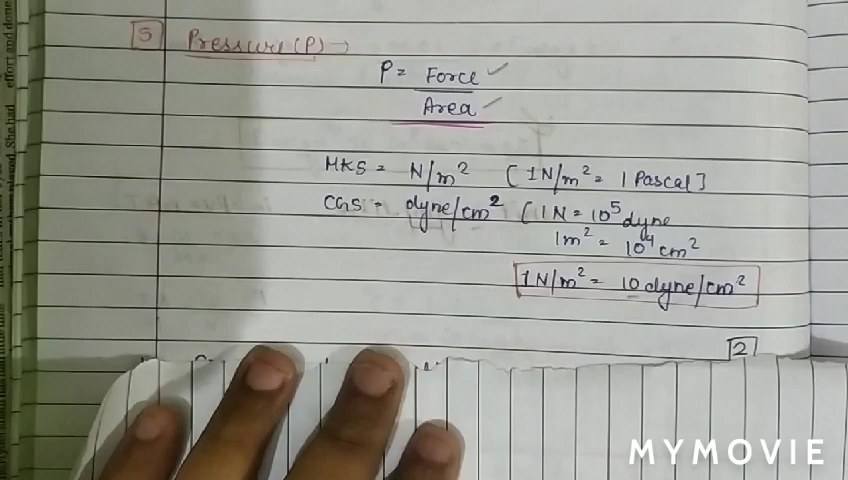 5 Pressure (P) →
P = Force ✓
Area ✓
MKS = N/m² [1N/m² = 1 Pascal]
CGS = dyne/cm² [1N = 10⁵ dyne
1m² = 10⁴ cm²
1N/m² = 10 dyne/cm²
2
MYMOVIE